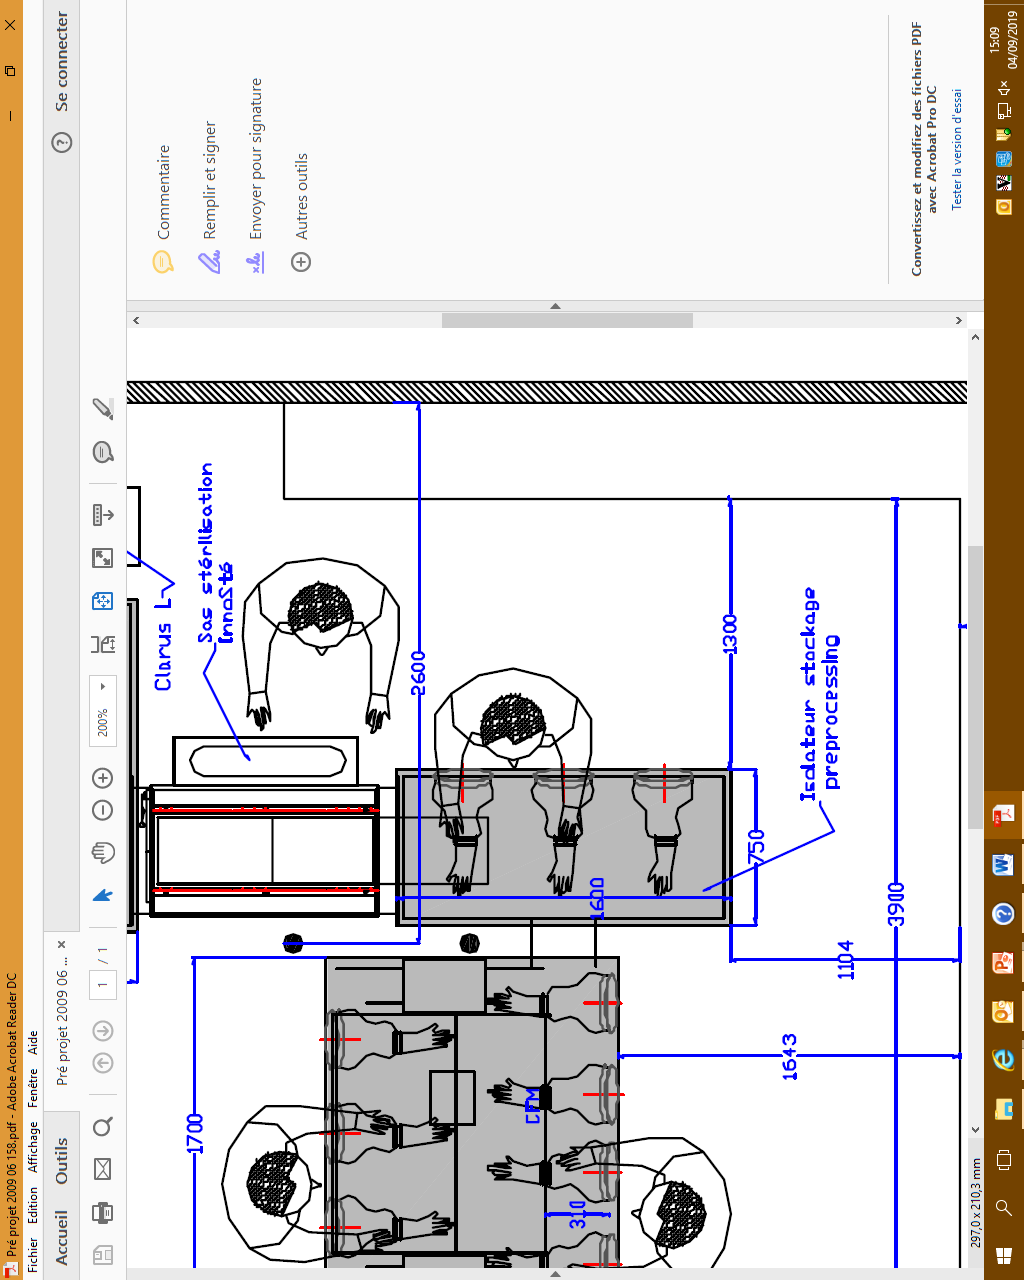 Pré projet 2009 06 158.pdf - Adobe Acrobat Reader DC
Fichier Edition Affichage Fenêtre Aide
Accueil Outils Pré projet 2009 06 ... × Se connecter
1 / 1 200%
Commentaire
Remplir et signer
Envoyer pour signature
Autres outils
Convertissez et modifiez des fichiers PDF
avec Acrobat Pro DC
Tester la version d'essai
Clarus L
Sas stérilisation
innoSté
2600
1300
Isolateur stockage
preprocessing
750
1600
3900
1104
1643
1700
CFM
310
297,0 x 210,3 mm
15:09
04/09/2019